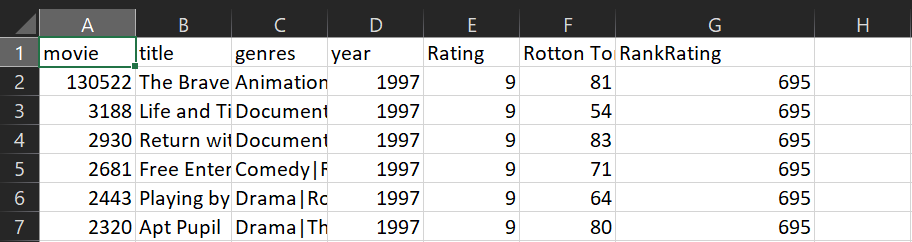 A B C D E F G H
1 movie title genres year Rating Rotton To RankRating
2 130522 The Brave Animation 1997 9 81 695
3 3188 Life and Ti Document 1997 9 54 695
4 2930 Return wit Document 1997 9 83 695
5 2681 Free Enter Comedy|F 1997 9 71 695
6 2443 Playing by Drama|Ro 1997 9 64 695
7 2320 Apt Pupil Drama|Th 1997 9 80 695